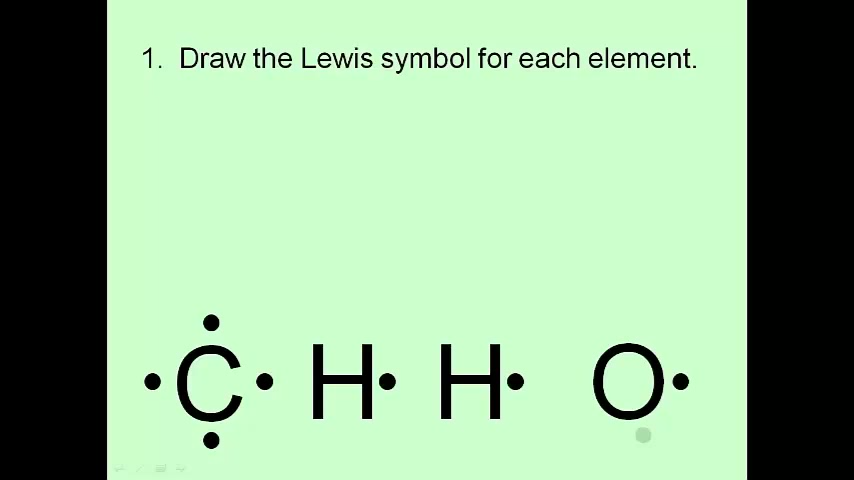 1. Draw the Lewis symbol for each element.
C H H O